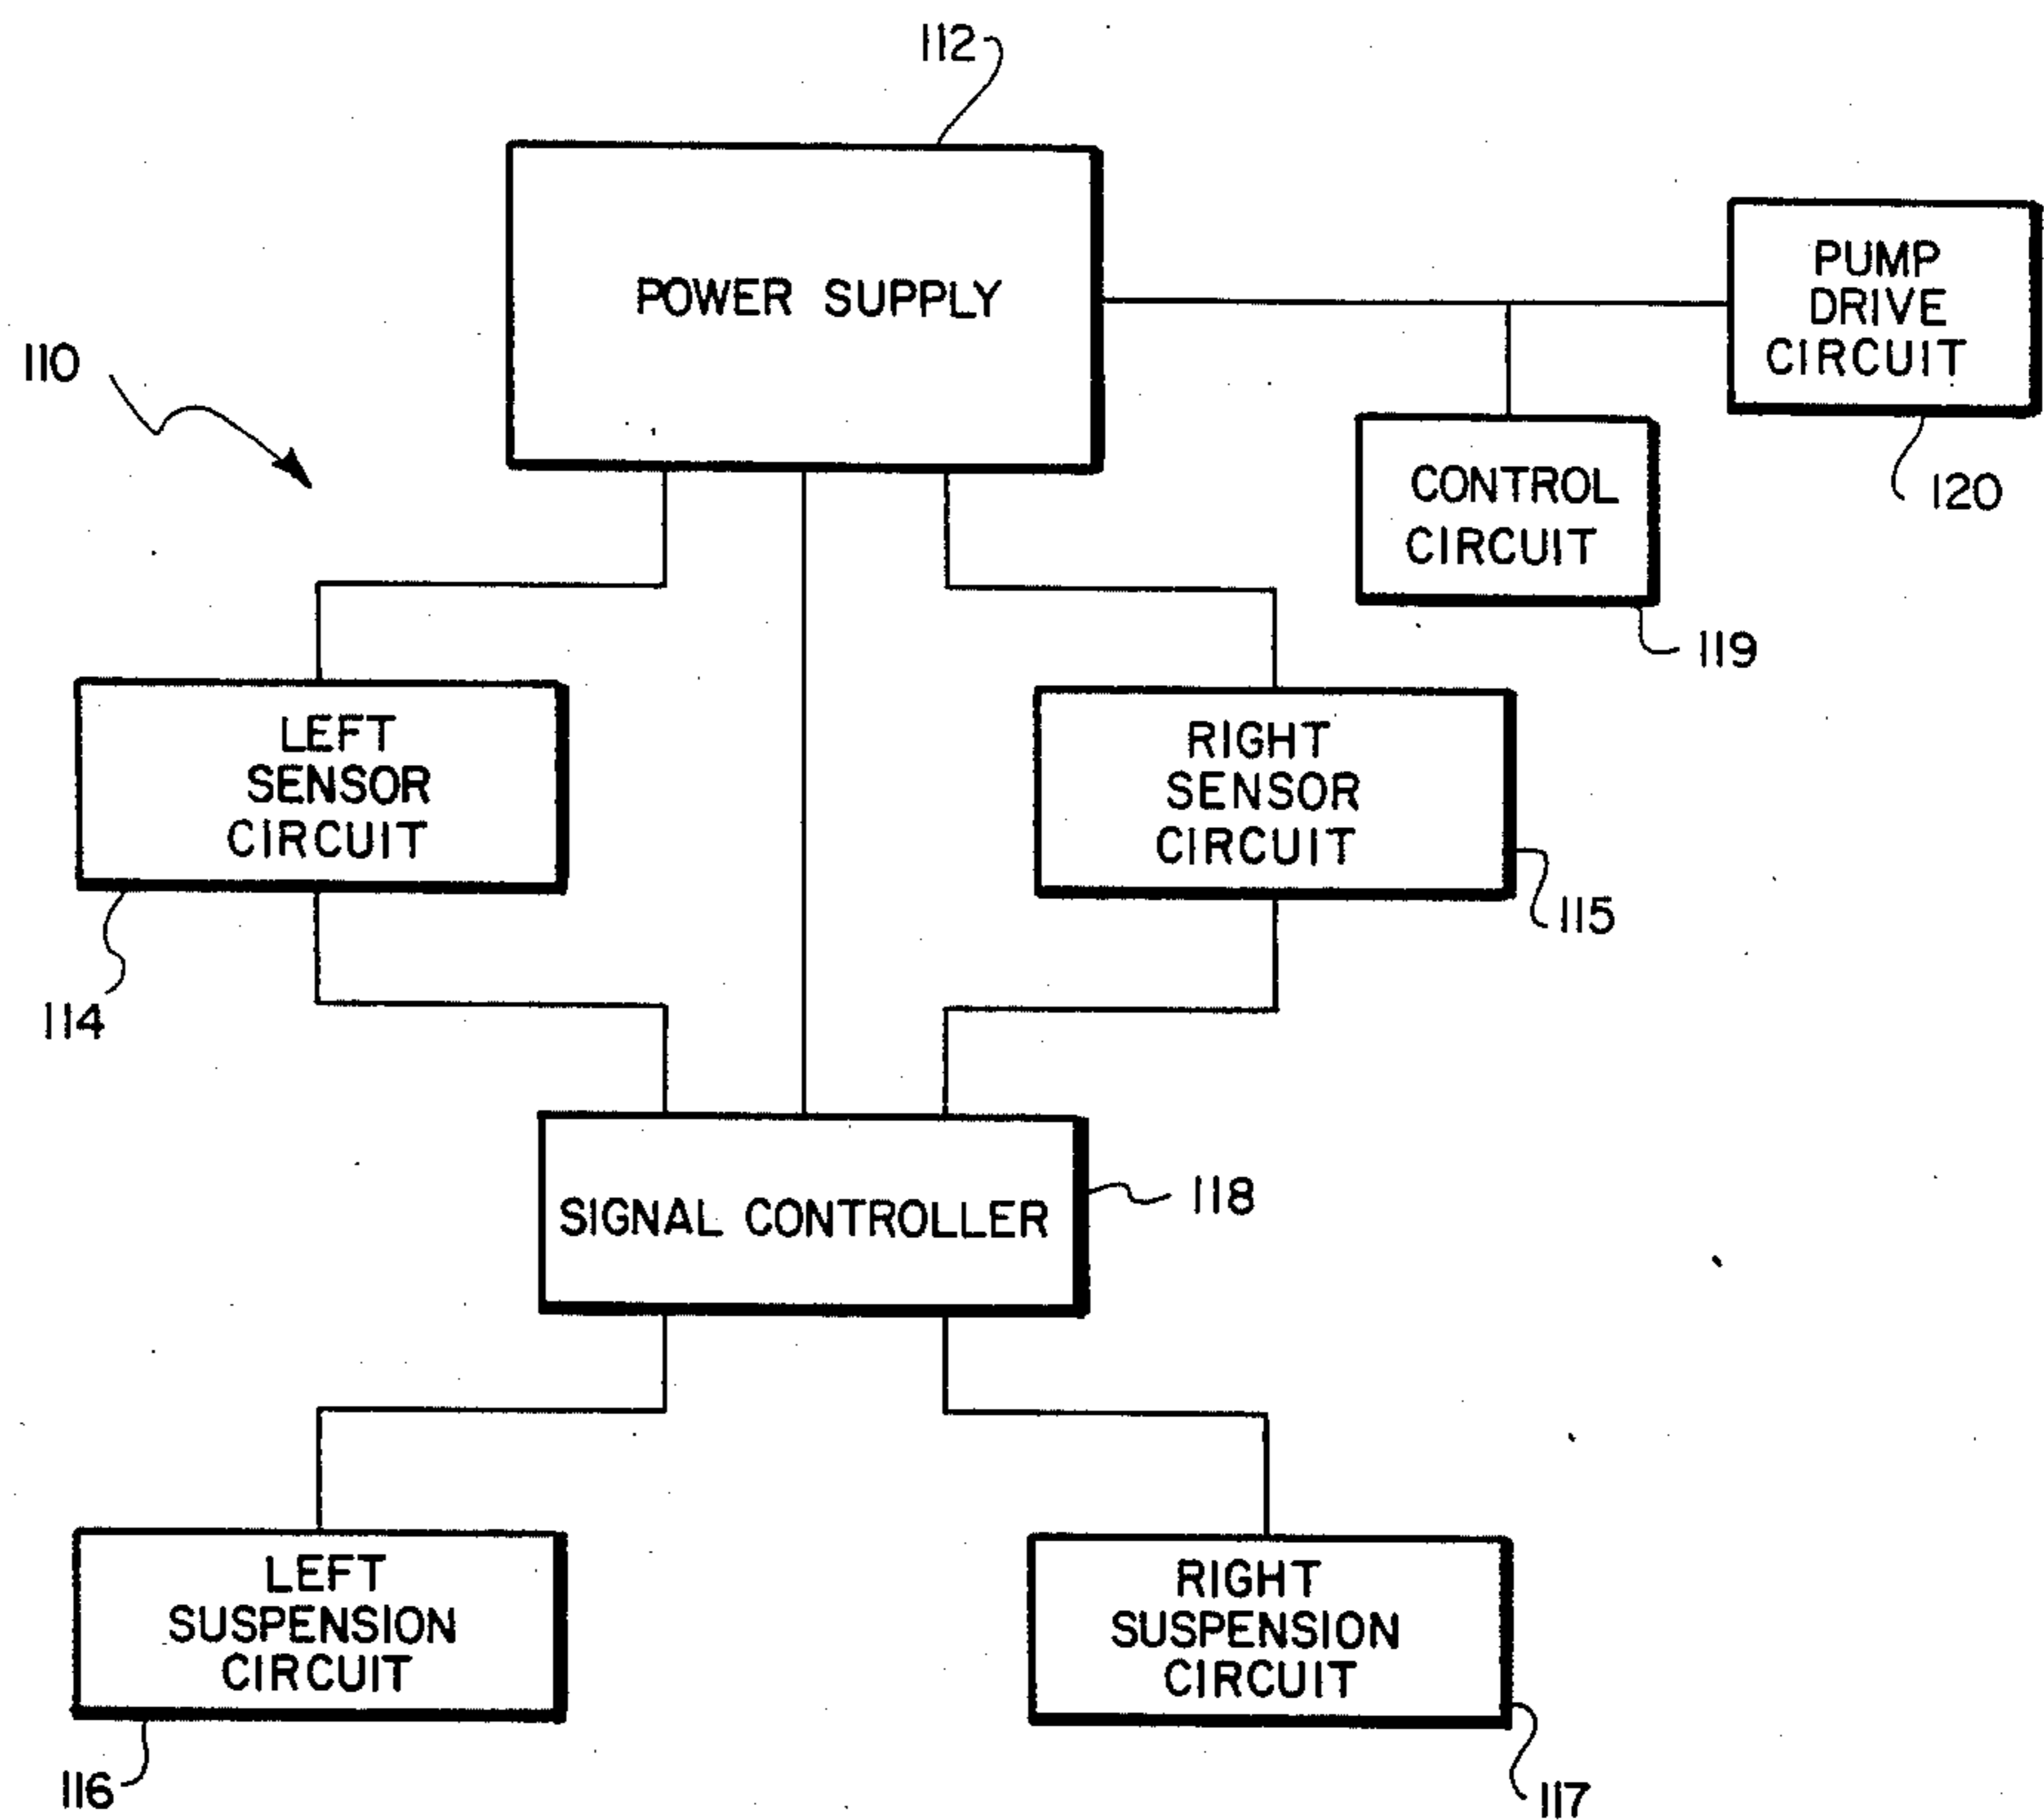 112
POWER SUPPLY
PUMP
DRIVE
CIRCUIT
110
CONTROL
CIRCUIT
120
119
LEFT
SENSOR
CIRCUIT
RIGHT
SENSOR
CIRCUIT
115
114
SIGNAL CONTROLLER
118
LEFT
SUSPENSION
CIRCUIT
RIGHT
SUSPENSION
CIRCUIT
116
117